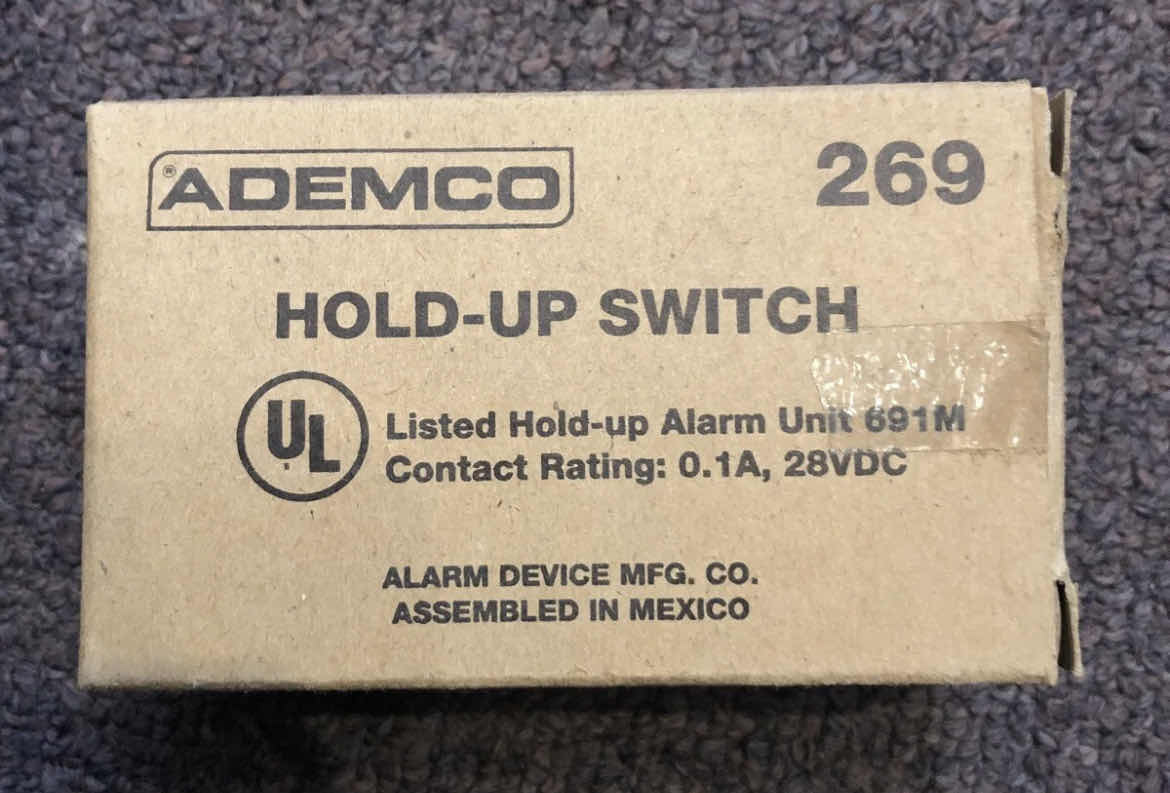 ® ADEMCO
269
HOLD-UP SWITCH
UL
Listed Hold-up Alarm Unit 691M
Contact Rating: 0.1A, 28VDC
ALARM DEVICE MFG. CO.
ASSEMBLED IN MEXICO